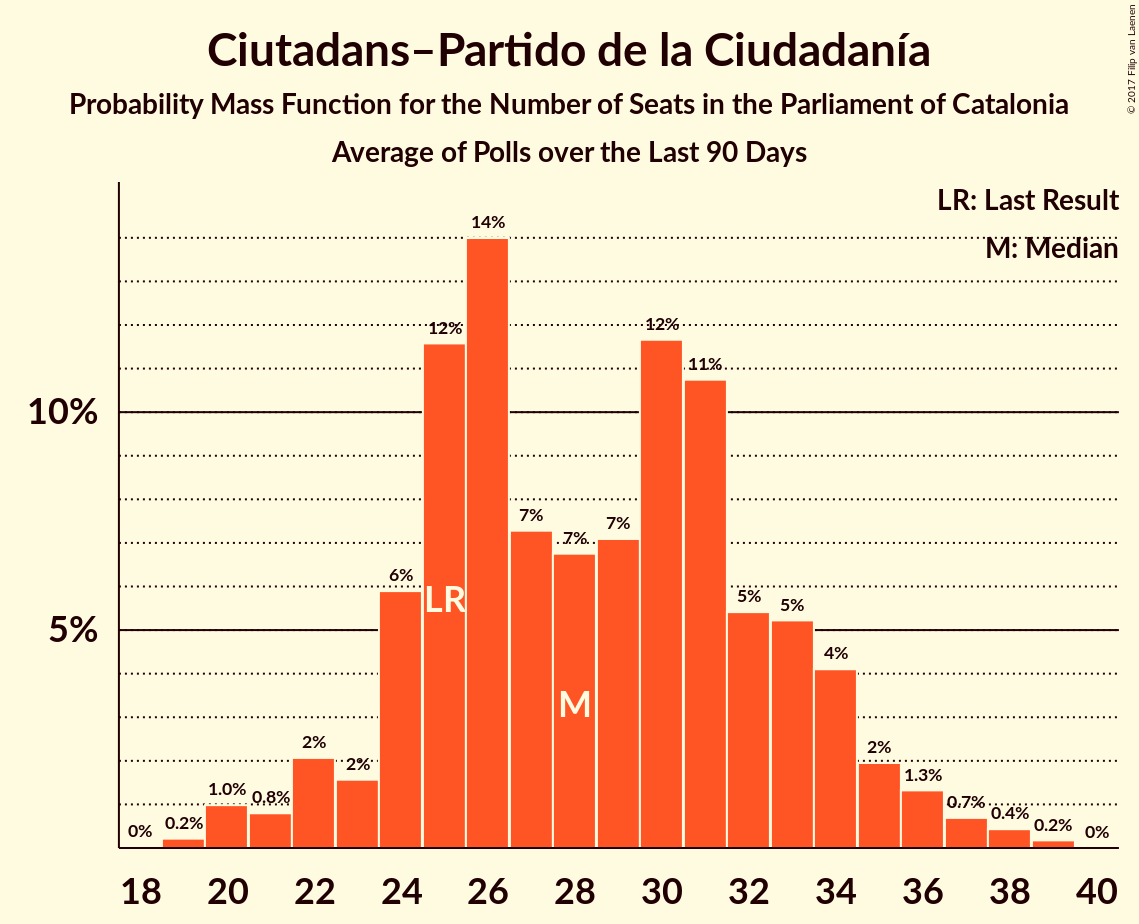 Ciutadans–Partido de la Ciudadanía
Probability Mass Function for the Number of Seats in the Parliament of Catalonia
Average of Polls over the Last 90 Days
© 2017 Filip van Laenen
LR: Last Result
M: Median
10%
5%
0%
0.2%
1.0%
0.8%
2%
2%
6%
12%
14%
7%
7%
7%
12%
11%
5%
5%
4%
2%
1.3%
0.7%
0.4%
0.2%
0%
LR
M
18 20 22 24 26 28 30 32 34 36 38 40